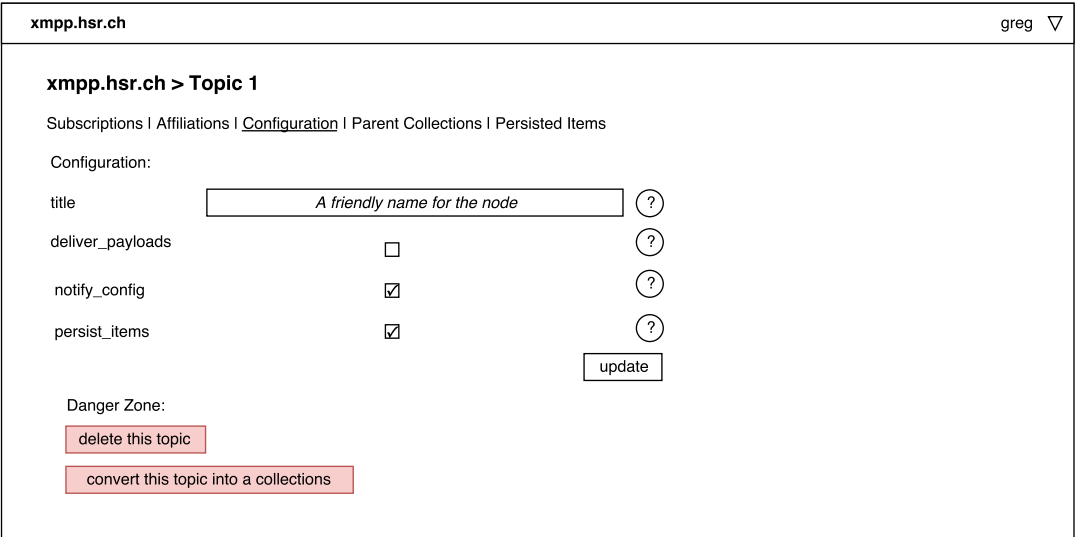 xmpp.hsr.ch greg ▽
xmpp.hsr.ch > Topic 1
Subscriptions | Affiliations | Configuration | Parent Collections | Persisted Items
Configuration:
title A friendly name for the node ?
deliver_payloads ☐ ?
notify_config ☑ ?
persist_items ☑ ?
update
Danger Zone:
delete this topic
convert this topic into a collections